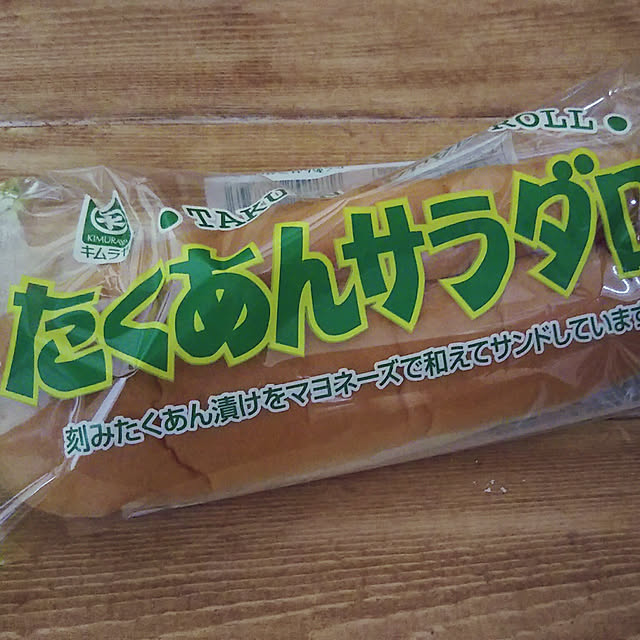 TAKU
ROLL
KIMURAYA
キムラヤ
たくあんサラダロ
刻みたくあん漬けをマヨネーズで和えてサンドしています